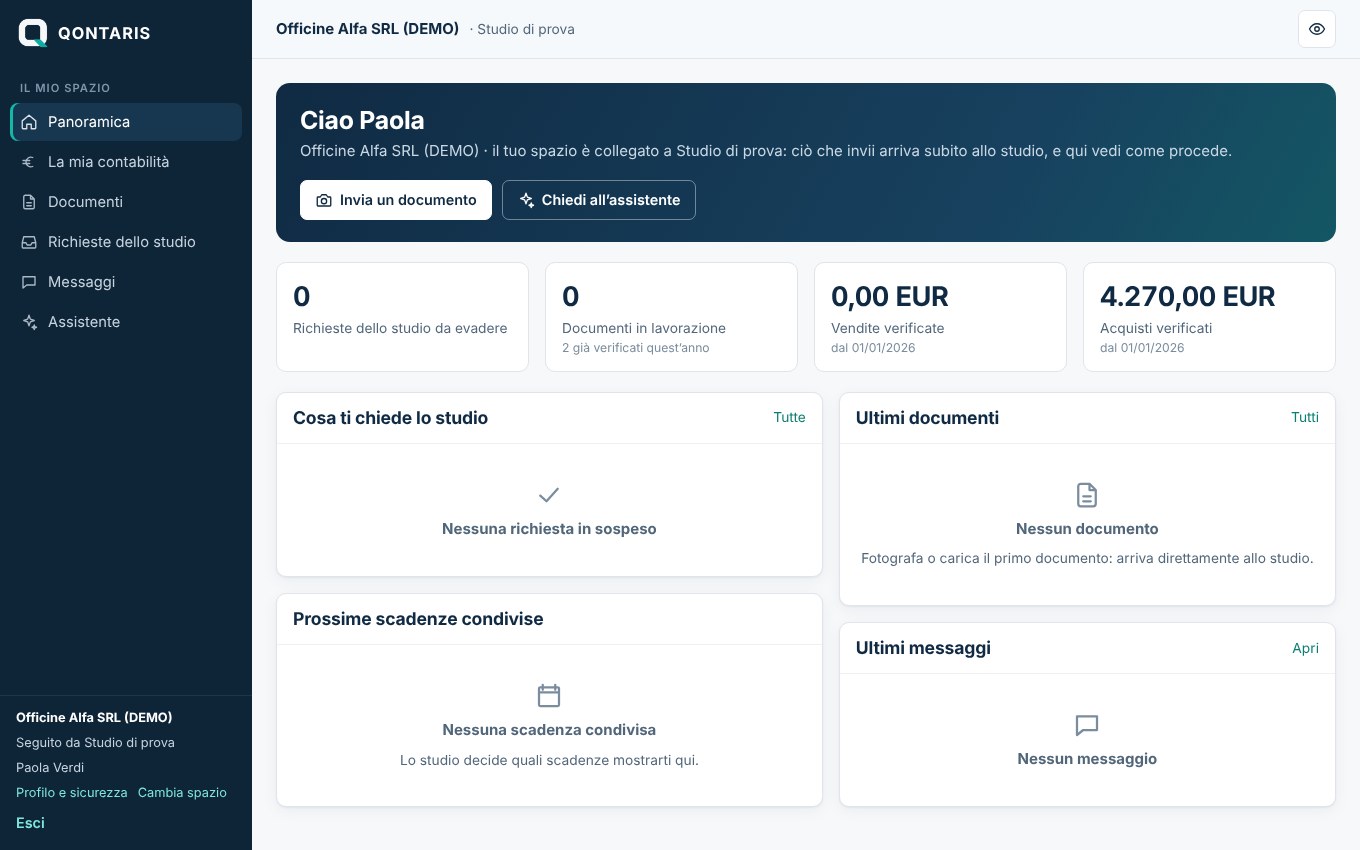 QONTARIS
IL MIO SPAZIO
Panoramica
La mia contabilità
Documenti
Richieste dello studio
Messaggi
Assistente
Officine Alfa SRL (DEMO)
Seguito da Studio di prova
Paola Verdi
Profilo e sicurezza Cambia spazio
Esci
Officine Alfa SRL (DEMO) · Studio di prova
Ciao Paola
Officine Alfa SRL (DEMO) · il tuo spazio è collegato a Studio di prova: ciò che invii arriva subito allo studio, e qui vedi come procede.
Invia un documento
Chiedi all’assistente
0
Richieste dello studio da evadere
0
Documenti in lavorazione
2 già verificati quest’anno
0,00 EUR
Vendite verificate
dal 01/01/2026
4.270,00 EUR
Acquisti verificati
dal 01/01/2026
Cosa ti chiede lo studio Tutte
Nessuna richiesta in sospeso
Prossime scadenze condivise
Nessuna scadenza condivisa
Lo studio decide quali scadenze mostrarti qui.
Ultimi documenti Tutti
Nessun documento
Fotografa o carica il primo documento: arriva direttamente allo studio.
Ultimi messaggi Apri
Nessun messaggio